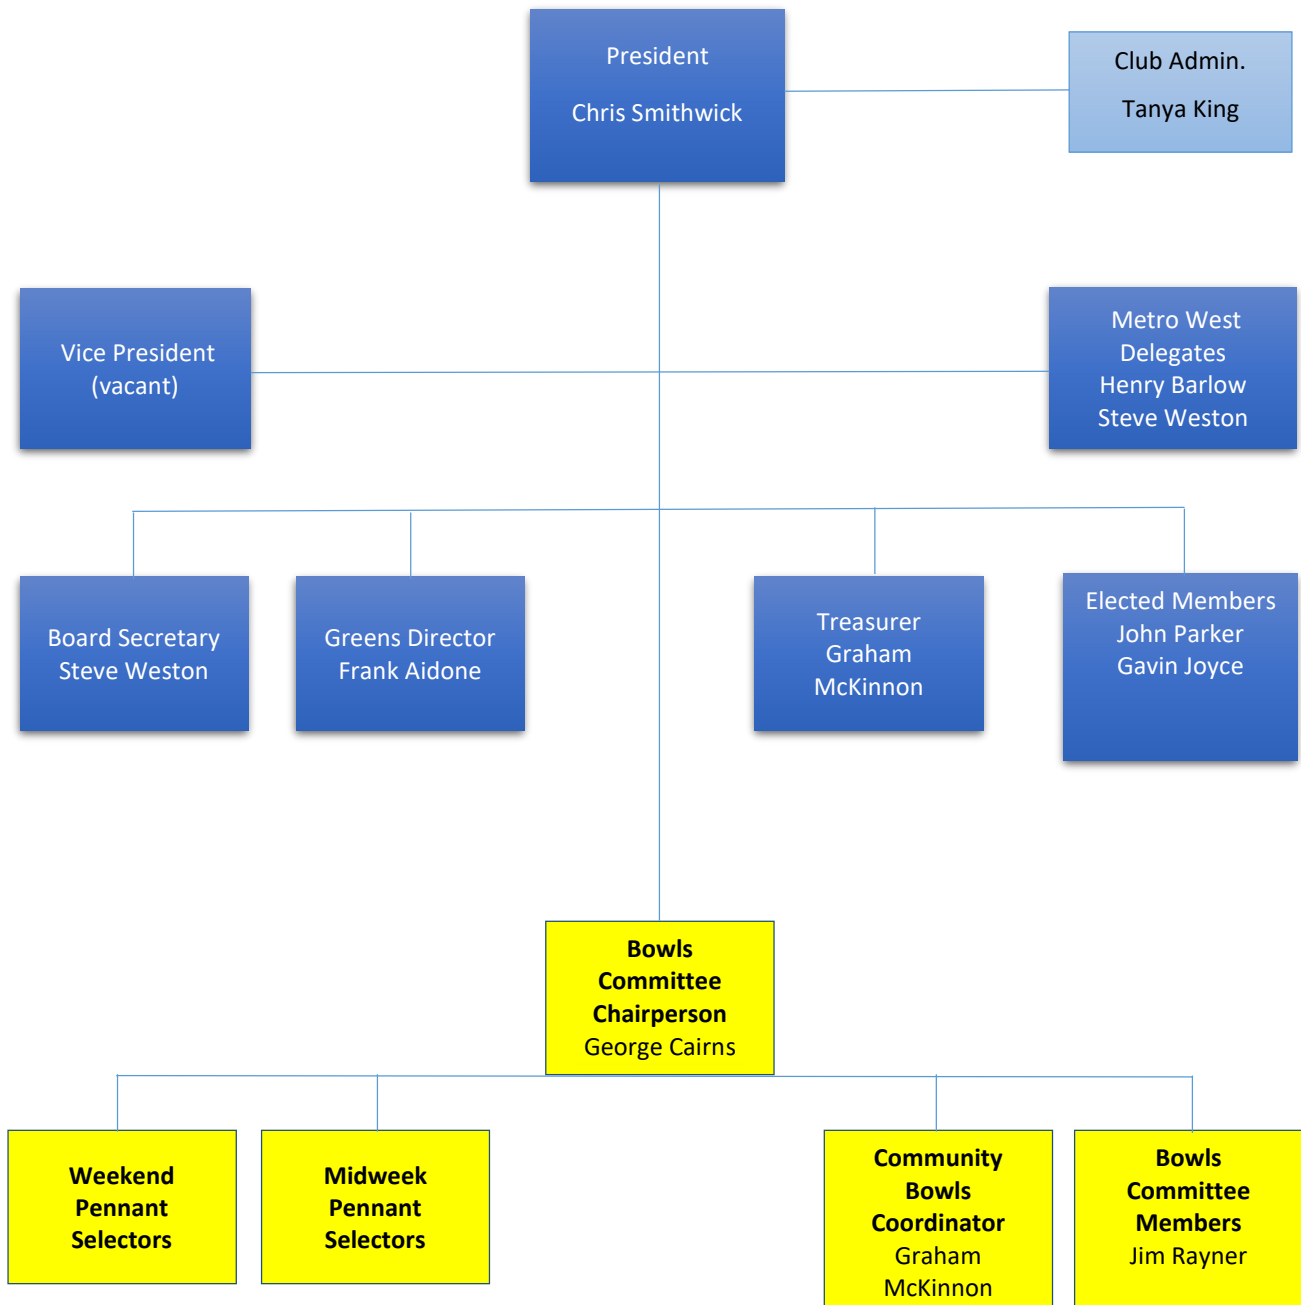 President
Chris Smithwick
Club Admin.
Tanya King
Vice President
(vacant)
Metro West
Delegates
Henry Barlow
Steve Weston
Board Secretary
Steve Weston
Greens Director
Frank Aidone
Treasurer
Graham
McKinnon
Elected Members
John Parker
Gavin Joyce
Bowls
Committee
Chairperson
George Cairns
Weekend
Pennant
Selectors
Midweek
Pennant
Selectors
Community
Bowls
Coordinator
Graham
McKinnon
Bowls
Committee
Members
Jim Rayner